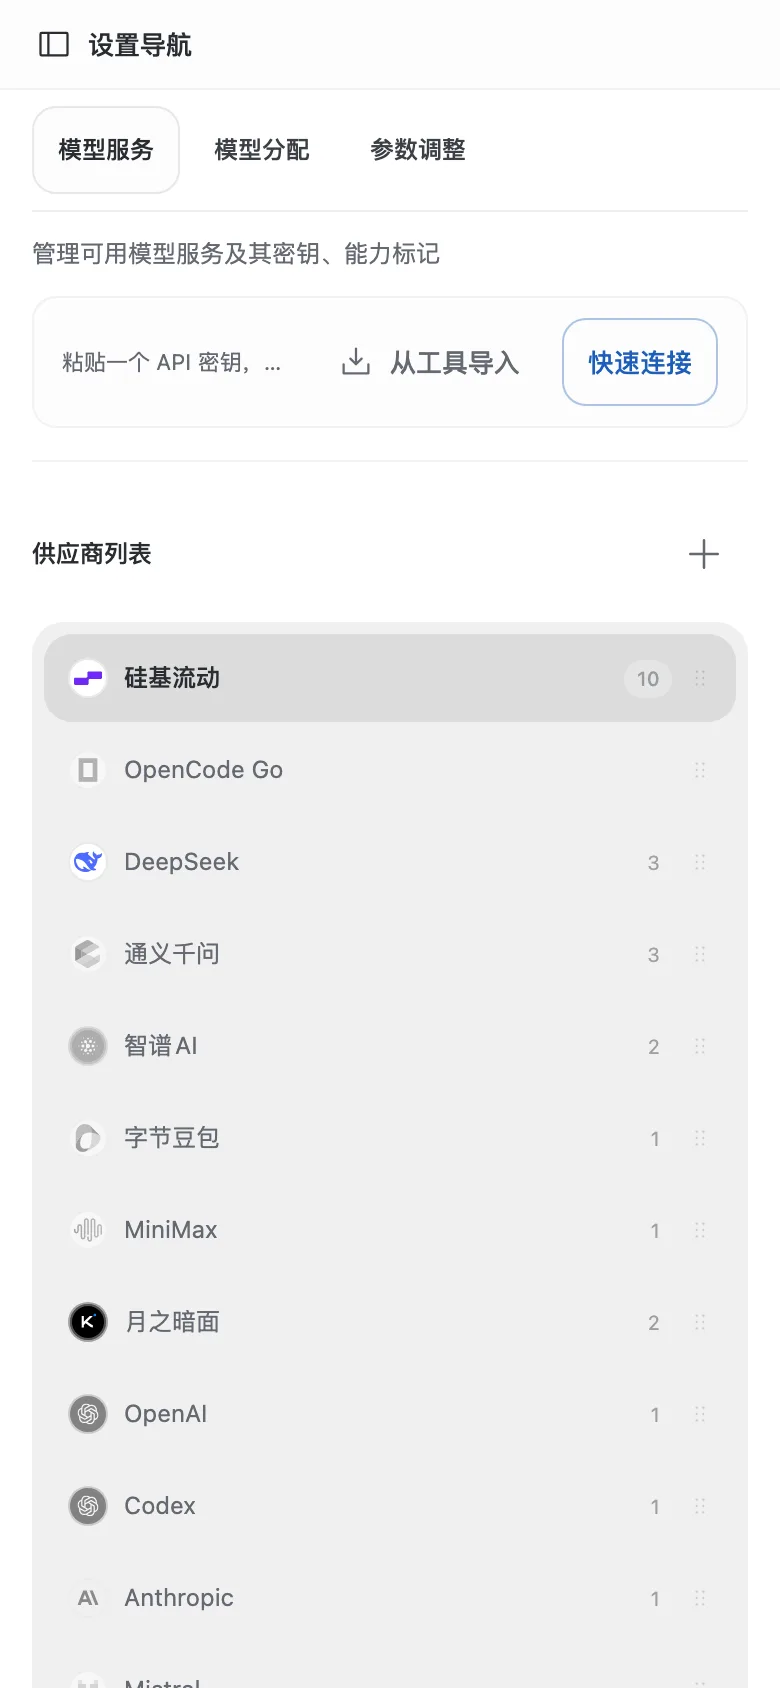 设置导航
模型服务 模型分配 参数调整
管理可用模型服务及其密钥、能力标记
粘贴一个 API 密钥，... 从工具导入 快速连接
供应商列表
硅基流动 10
OpenCode Go
DeepSeek 3
通义千问 3
智谱 AI 2
字节豆包 1
MiniMax 1
月之暗面 2
OpenAI 1
Codex 1
Anthropic 1
Mistral